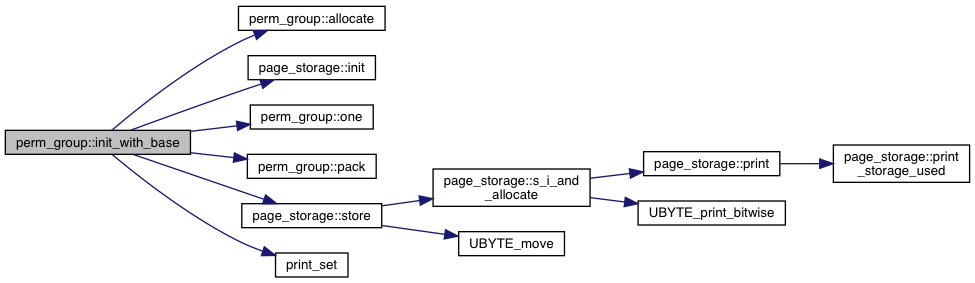 perm_group::init_with_base
perm_group::allocate
page_storage::init
perm_group::one
perm_group::pack
page_storage::store
print_set
page_storage::s_i_and
_allocate
UBYTE_move
page_storage::print
UBYTE_print_bitwise
page_storage::print
_storage_used